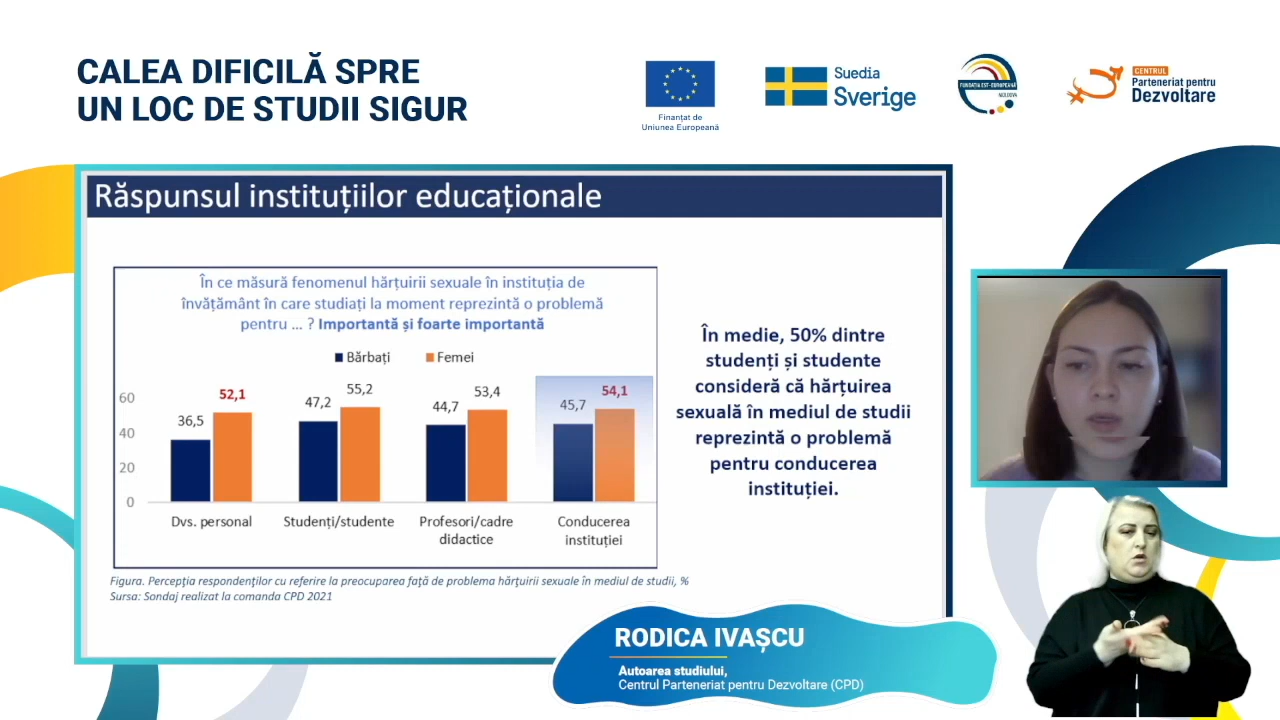 CALEA DIFICILĂ SPRE
UN LOC DE STUDII SIGUR
Finanțat de
Uniunea Europeană
Suedia
Sverige
FUNDAȚIA EST-EUROPEANĂ
MOLDOVA
CENTRUL
Parteneriat pentru
Dezvoltare
Răspunsul instituțiilor educaționale
În ce măsură fenomenul hărțuirii sexuale în instituția de
învățământ în care studiați la moment reprezintă o problemă
pentru ... ? Importantă și foarte importantă
Bărbați Femei
60
40
20
0
36,5 52,1
47,2 55,2
44,7 53,4
45,7 54,1
Dvs. personal
Studenți/studente
Profesori/cadre
didactice
Conducerea
instituției
În medie, 50% dintre
studenți și studente
consideră că hărțuirea
sexuală în mediul de studii
reprezintă o problemă
pentru conducerea
instituției.
Figura. Percepția respondenților cu referire la preocuparea față de problema hărțuirii sexuale în mediul de studii, %
Sursa: Sondaj realizat la comanda CPD 2021
RODICA IVAȘCU
Autoarea studiului,
Centrul Parteneriat pentru Dezvoltare (CPD)